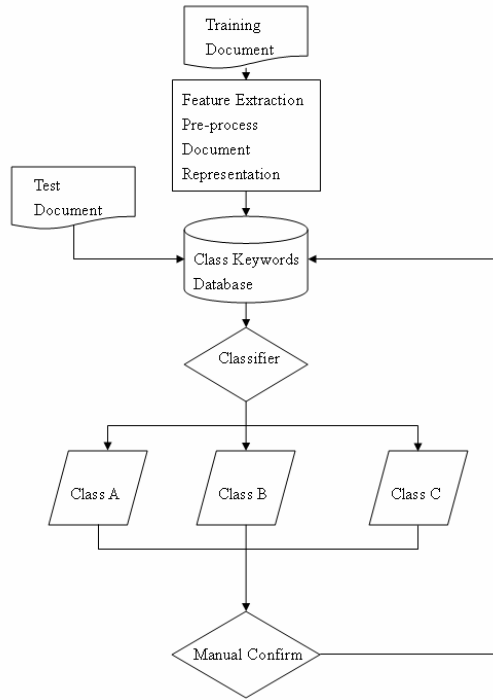 Training
Document
Feature Extraction
Pre-process
Document
Representation
Test
Document
Class Keywords
Database
Classifier
Class A
Class B
Class C
Manual Confirm